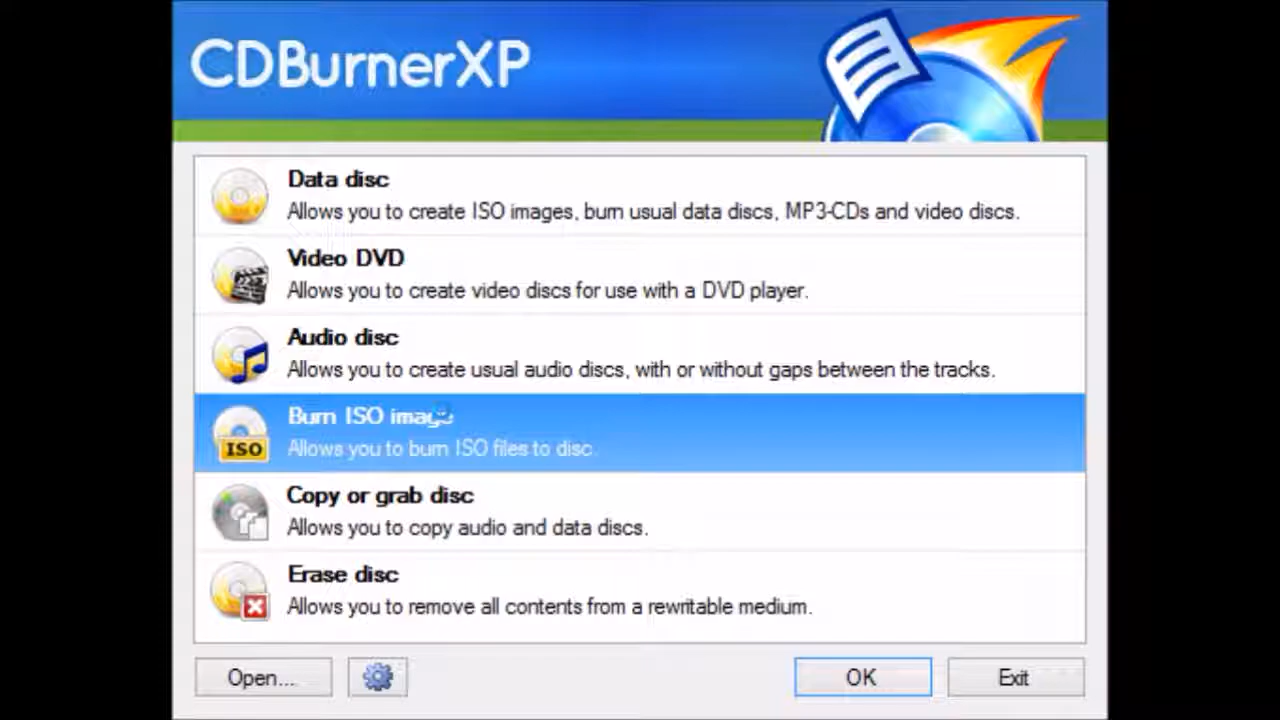 CDBurnerXP
Data disc
Allows you to create ISO images, burn usual data discs, MP3-CDs and video discs.
Video DVD
Allows you to create video discs for use with a DVD player.
Audio disc
Allows you to create usual audio discs, with or without gaps between the tracks.
Burn ISO image
Allows you to burn ISO files to disc.
ISO
Copy or grab disc
Allows you to copy audio and data discs.
Erase disc
Allows you to remove all contents from a rewritable medium.
Open...
OK
Exit